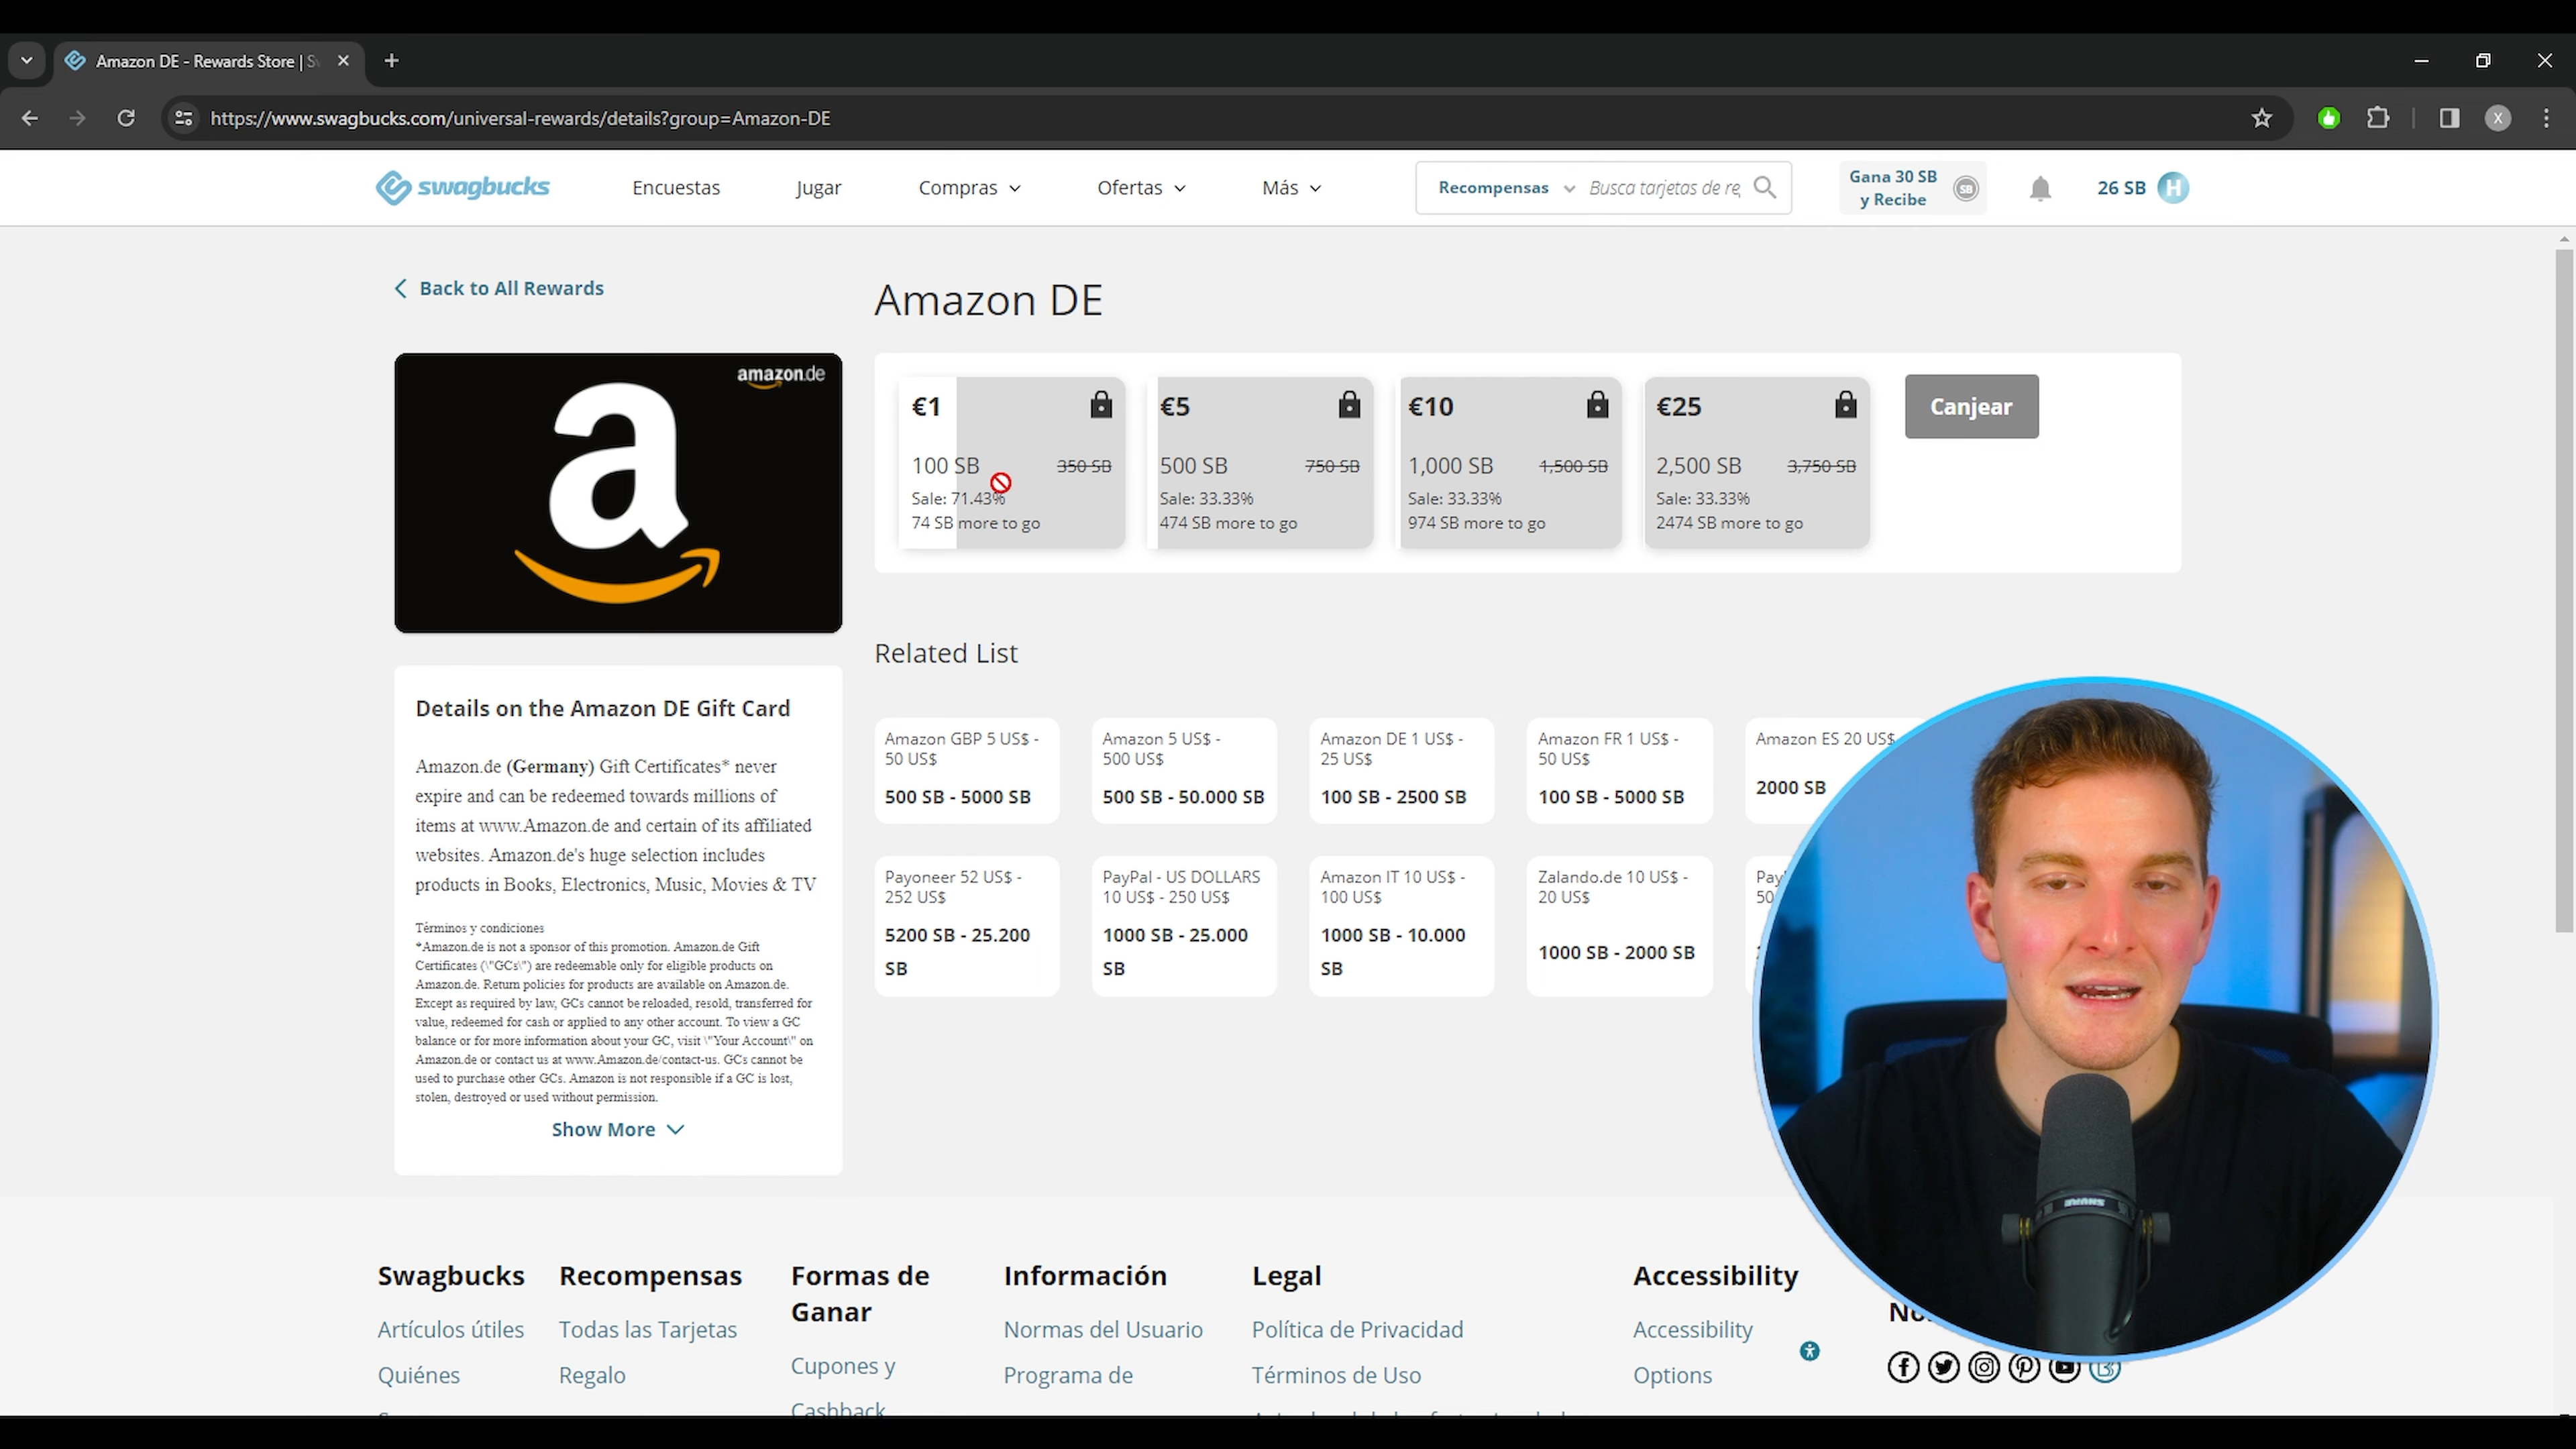 Amazon DE - Rewards Store | S
https://www.swagbucks.com/universal-rewards/details?group=Amazon-DE
X
swagbucks
Encuestas
Jugar
Compras
Ofertas
Más
Recompensas
Busca tarjetas de re
Gana 30 SB
y Recibe
SB
26 SB
H
Back to All Rewards
Amazon DE
amazon.de
a
€1
100 SB
350 SB
Sale: 71.43%
74 SB more to go
€5
500 SB
750 SB
Sale: 33.33%
474 SB more to go
€10
1,000 SB
1,500 SB
Sale: 33.33%
974 SB more to go
€25
2,500 SB
3,750 SB
Sale: 33.33%
2474 SB more to go
Canjear
Details on the Amazon DE Gift Card
Amazon.de (Germany) Gift Certificates* never
expire and can be redeemed towards millions of
items at www.Amazon.de and certain of its affiliated
websites. Amazon.de's huge selection includes
products in Books, Electronics, Music, Movies & TV
Términos y condiciones
*Amazon.de is not a sponsor of this promotion. Amazon.de Gift
Certificates (\"GCs\") are redeemable only for eligible products on
Amazon.de. Return policies for products are available on Amazon.de.
Except as required by law, GCs cannot be reloaded, resold, transferred for
value, redeemed for cash or applied to any other account. To view a GC
balance or for more information about your GC, visit \"Your Account\" on
Amazon.de or contact us at www.Amazon.de/contact-us. GCs cannot be
used to purchase other GCs. Amazon is not responsible if a GC is lost,
stolen, destroyed or used without permission.
Show More
Related List
Amazon GBP 5 US$ -
50 US$
500 SB - 5000 SB
Amazon 5 US$ -
500 US$
500 SB - 50.000 SB
Amazon DE 1 US$ -
25 US$
100 SB - 2500 SB
Amazon FR 1 US$ -
50 US$
100 SB - 5000 SB
Amazon ES 20 US$
2000 SB
Payoneer 52 US$ -
252 US$
5200 SB - 25.200
SB
PayPal - US DOLLARS
10 US$ - 250 US$
1000 SB - 25.000
SB
Amazon IT 10 US$ -
100 US$
1000 SB - 10.000
SB
Zalando.de 10 US$ -
20 US$
1000 SB - 2000 SB
Pay
50
Swagbucks
Artículos útiles
Quiénes
Recompensas
Todas las Tarjetas
Regalo
Formas de
Ganar
Cupones y
Cashback
Información
Normas del Usuario
Programa de
Legal
Política de Privacidad
Términos de Uso
Accessibility
Accessibility
Options